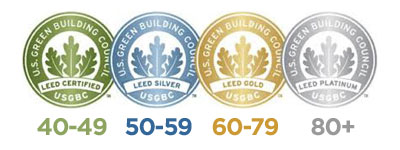 U.S. GREEN BUILDING COUNCIL
LEED CERTIFIED
USGBC
U.S. GREEN BUILDING COUNCIL
LEED SILVER
USGBC
U.S. GREEN BUILDING COUNCIL
LEED GOLD
USGBC
U.S. GREEN BUILDING COUNCIL
LEED PLATINUM
USGBC
40-49 50-59 60-79 80+